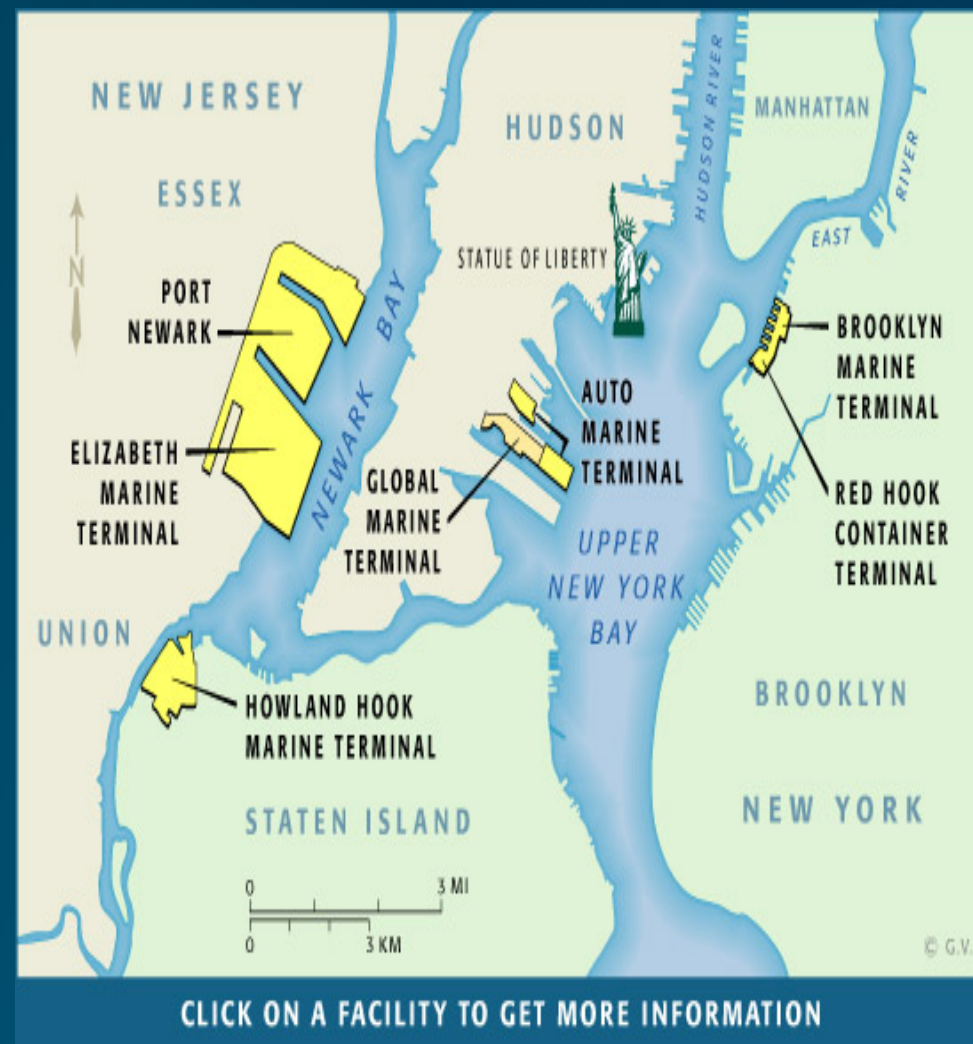 NEW JERSEY
HUDSON
HUDSON RIVER
MANHATTAN
ESSEX
RIVER
EAST
N
STATUE OF LIBERTY
PORT
NEWARK
NEWARK BAY
BROOKLYN
MARINE
TERMINAL
AUTO
MARINE
TERMINAL
ELIZABETH
MARINE
TERMINAL
GLOBAL
MARINE
TERMINAL
RED HOOK
CONTAINER
TERMINAL
UPPER
NEW YORK
BAY
UNION
HOWLAND HOOK
MARINE TERMINAL
BROOKLYN
NEW YORK
STATEN ISLAND
0 3 MI
0 3 KM
© G.V.
CLICK ON A FACILITY TO GET MORE INFORMATION